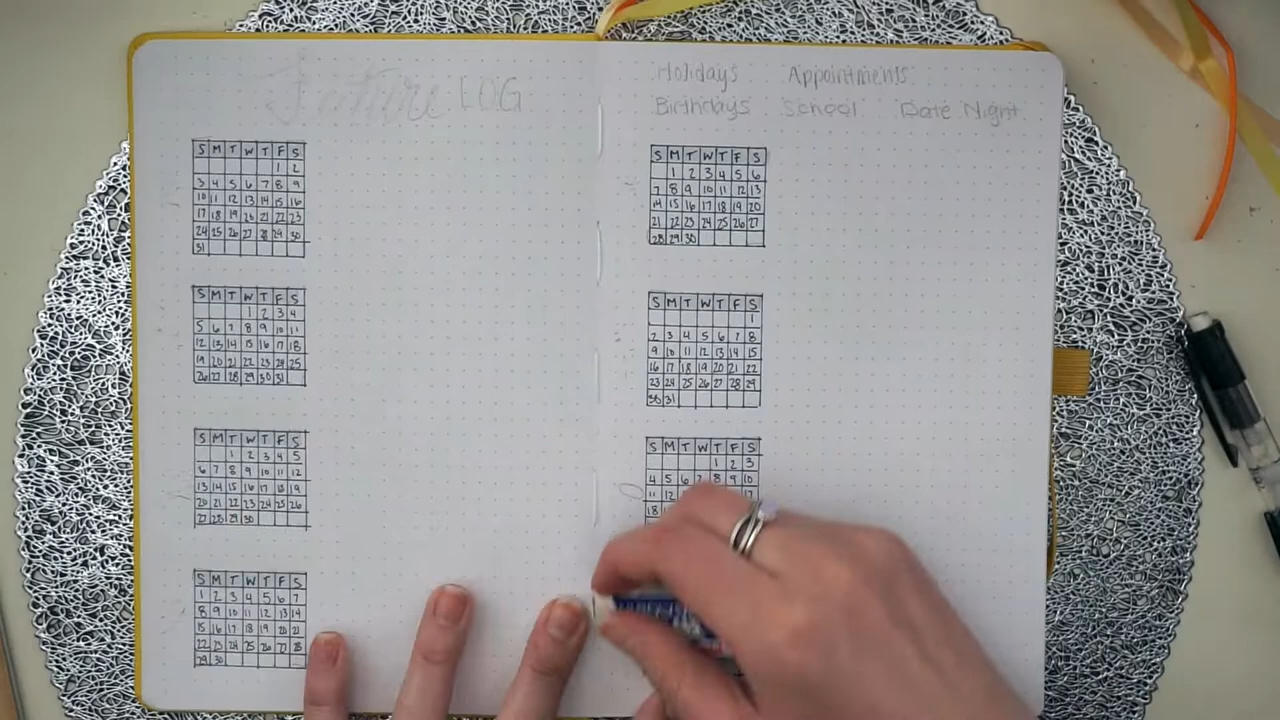 Future LOG
S M T W T F S
1 2
3 4 5 6 7 8 9
10 11 12 13 14 15 16
17 18 19 20 21 22 23
24 25 26 27 28 29 30
31
S M T W T F S
1 2 3 4
5 6 7 8 9 10 11
12 13 14 15 16 17 18
19 20 21 22 23 24 25
26 27 28 29 30 31
S M T W T F S
1 2 3 4 5
6 7 8 9 10 11 12
13 14 15 16 17 18 19
20 21 22 23 24 25 26
27 28 29 30
S M T W T F S
1 2 3 4 5 6 7
8 9 10 11 12 13 14
15 16 17 18 19 20 21
22 23 24 25 26 27 28
29 30
Holidays Appointments
Birthdays School Date Night
S M T W T F S
1 2 3 4 5 6
7 8 9 10 11 12 13
14 15 16 17 18 19 20
21 22 23 24 25 26 27
28 29 30
S M T W T F S
1
2 3 4 5 6 7 8
9 10 11 12 13 14 15
16 17 18 19 20 21 22
23 24 25 26 27 28 29
30 31
S M T W T F S
1 2 3
4 5 6 7 8 9 10
11 12 17
18